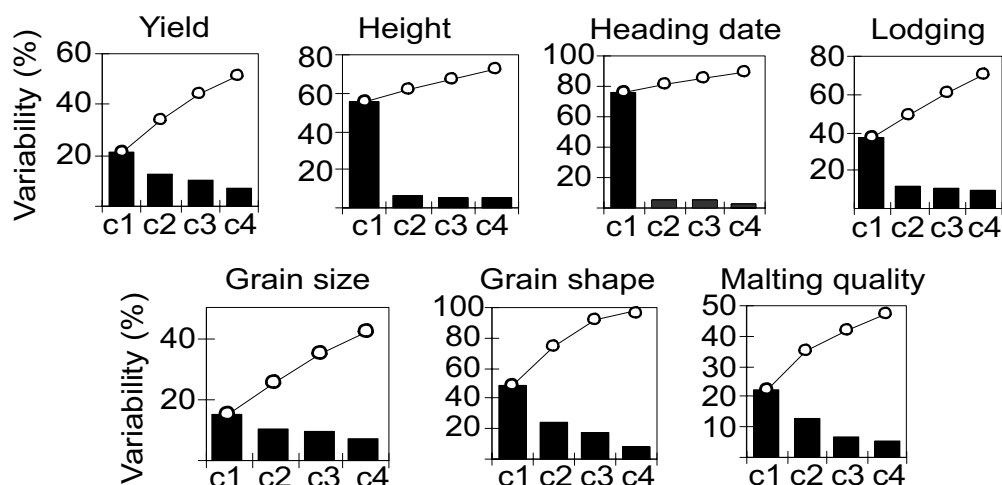 Yield
Height
Heading date
Lodging
Variability (%)
60
40
20
c1 c2 c3 c4
80
60
40
20
c1 c2 c3 c4
100
80
60
40
20
c1 c2 c3 c4
80
60
40
20
c1 c2 c3 c4
Grain size
Grain shape
Malting quality
Variability (%)
40
20
c1 c2 c3 c4
100
80
60
40
20
c1 c2 c3 c4
50
40
30
20
10
c1 c2 c3 c4